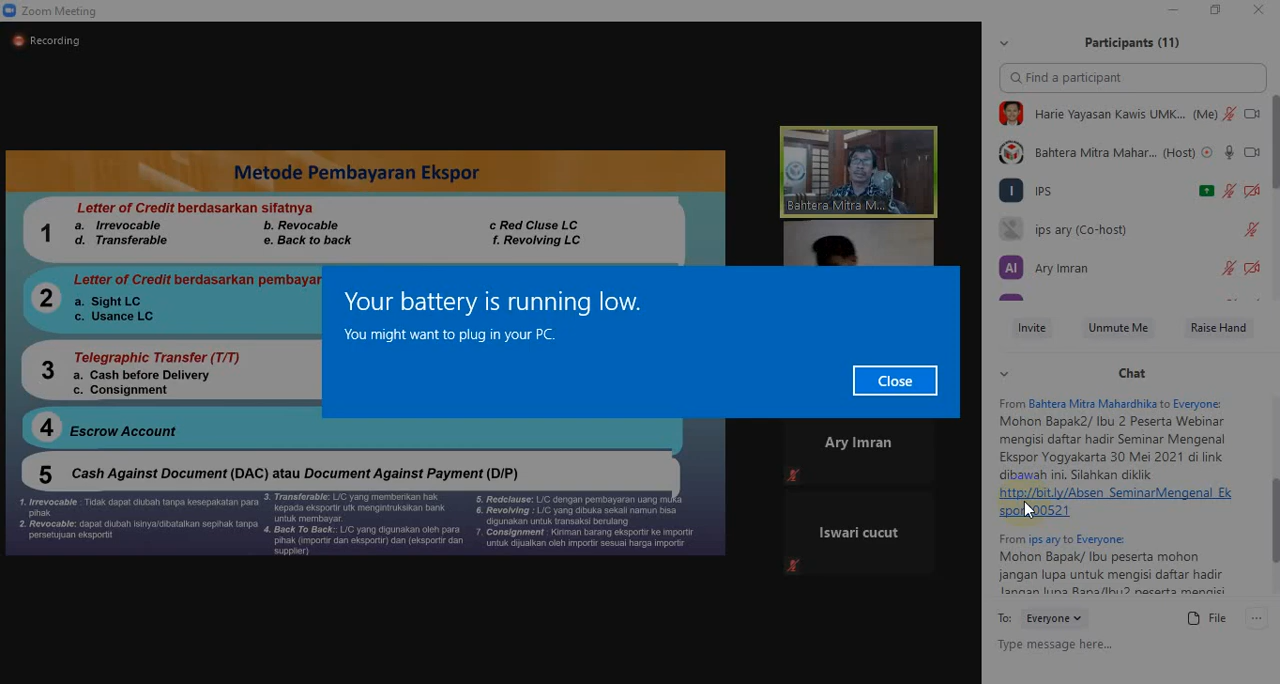 Zoom Meeting
Recording
Metode Pembayaran Ekspor
1
Letter of Credit berdasarkan sifatnya
a. Irrevocable b. Revocable c Red Cluse LC
d. Transferable e. Back to back f. Revolving LC
2
Letter of Credit berdasarkan pembayar
a. Sight LC
c. Usance LC
3
Telegraphic Transfer (T/T)
a. Cash before Delivery
c. Consignment
4
Escrow Account
5
Cash Against Document (DAC) atau Document Against Payment (D/P)
1. Irrevocable : Tidak dapat diubah tanpa kesepakatan para
pihak
2. Revocable: dapat diubah isinya/dibatalkan sepihak tanpa
persetujuan eksportit
3. Transferable: L/C yang memberikan hak
kepada eksportir utk mengintruksikan bank
untuk membayar.
4. Back To Back:: L/C yang digunakan oleh para
pihak (importir dan eksportir) dan (eksportir dan
supplier)
5. Redclause: L/C dengan pembayaran uang muka
6. Revolving : L/C yang dibuka sekali namun bisa
digunakan untuk transaksi berulang
7. Consignment : Kiriman barang eksportir ke importir
untuk dijualkan oleh importir sesuai harga importir
Your battery is running low.
You might want to plug in your PC.
Close
Bahtera Mitra M...
Ary Imran
Iswari cucut
Participants (11)
Find a participant
Harie Yayasan Kawis UMK... (Me)
Bahtera Mitra Mahar... (Host)
I IPS
ips ary (Co-host)
AI Ary Imran
Invite Unmute Me Raise Hand
Chat
From Bahtera Mitra Mahardhika to Everyone:
Mohon Bapak2/ Ibu 2 Peserta Webinar
mengisi daftar hadir Seminar Mengenal
Ekspor Yogyakarta 30 Mei 2021 di link
dibawah ini. Silahkan diklik
http://bit.ly/Absen_SeminarMengenal_Ek
From ips ary to Everyone:
Mohon Bapak/ Ibu peserta mohon
jangan lupa untuk mengisi daftar hadir
Jangan lupa Bapa/Ibu2 peserta mengisi
To: Everyone File ...
Type message here...